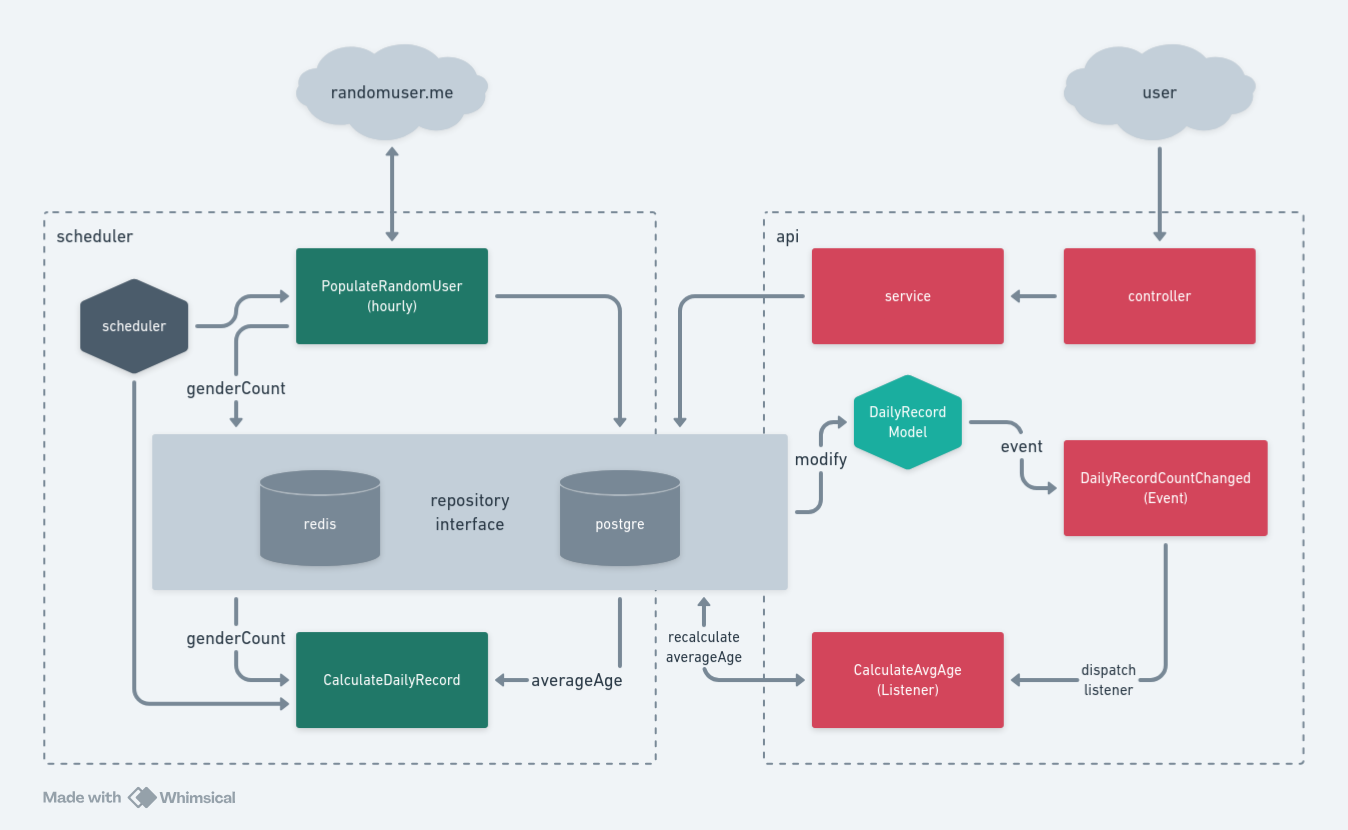 randomuser.me
user
scheduler
api
PopulateRandomUser
(hourly)
service
controller
scheduler
genderCount
DailyRecord
Model
event
modify
DailyRecordCountChanged
(Event)
redis
repository
interface
postgre
genderCount
recalculate
averageAge
CalculateDailyRecord
averageAge
CalculateAvgAge
(Listener)
dispatch
listener
Made with Whimsical